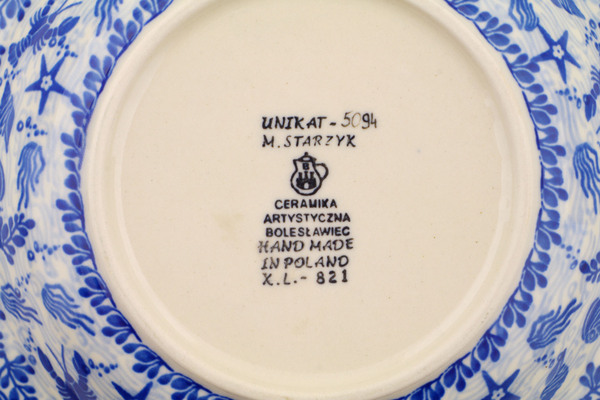 UNIKAT - 5094
M. STARZYK
B
CERAMIKA
ARTYSTYCZNA
BOLESŁAWIEC
HAND MADE
IN POLAND
X.L. - 821